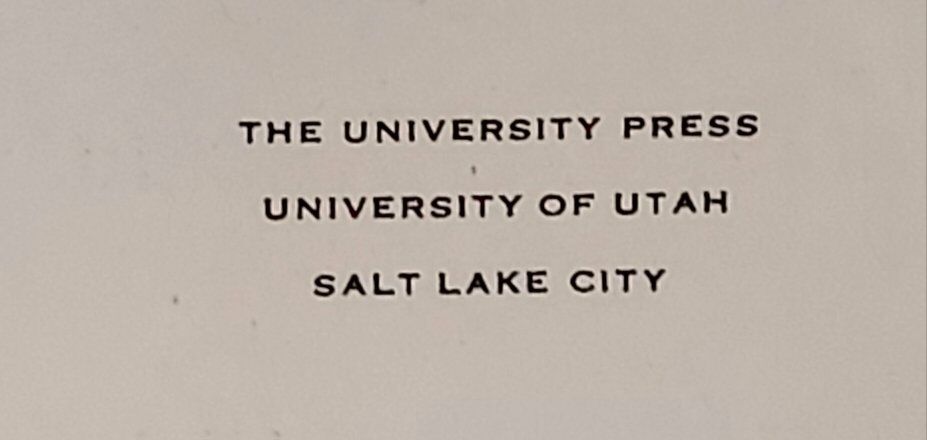 THE UNIVERSITY PRESS
UNIVERSITY OF UTAH
SALT LAKE CITY